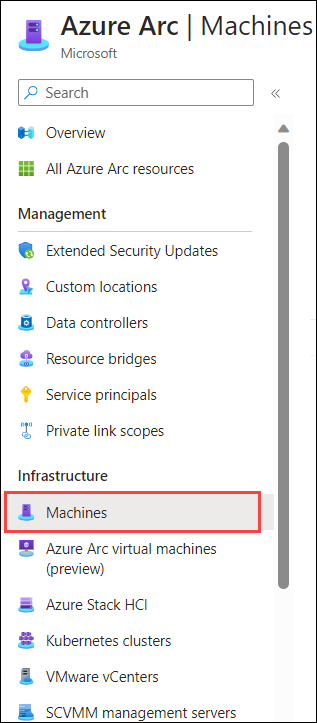 Azure Arc | Machines
Microsoft
Search
Overview
All Azure Arc resources
Management
Extended Security Updates
Custom locations
Data controllers
Resource bridges
Service principals
Private link scopes
Infrastructure
Machines
Azure Arc virtual machines
(preview)
Azure Stack HCI
Kubernetes clusters
VMware vCenters
SCVMM management servers